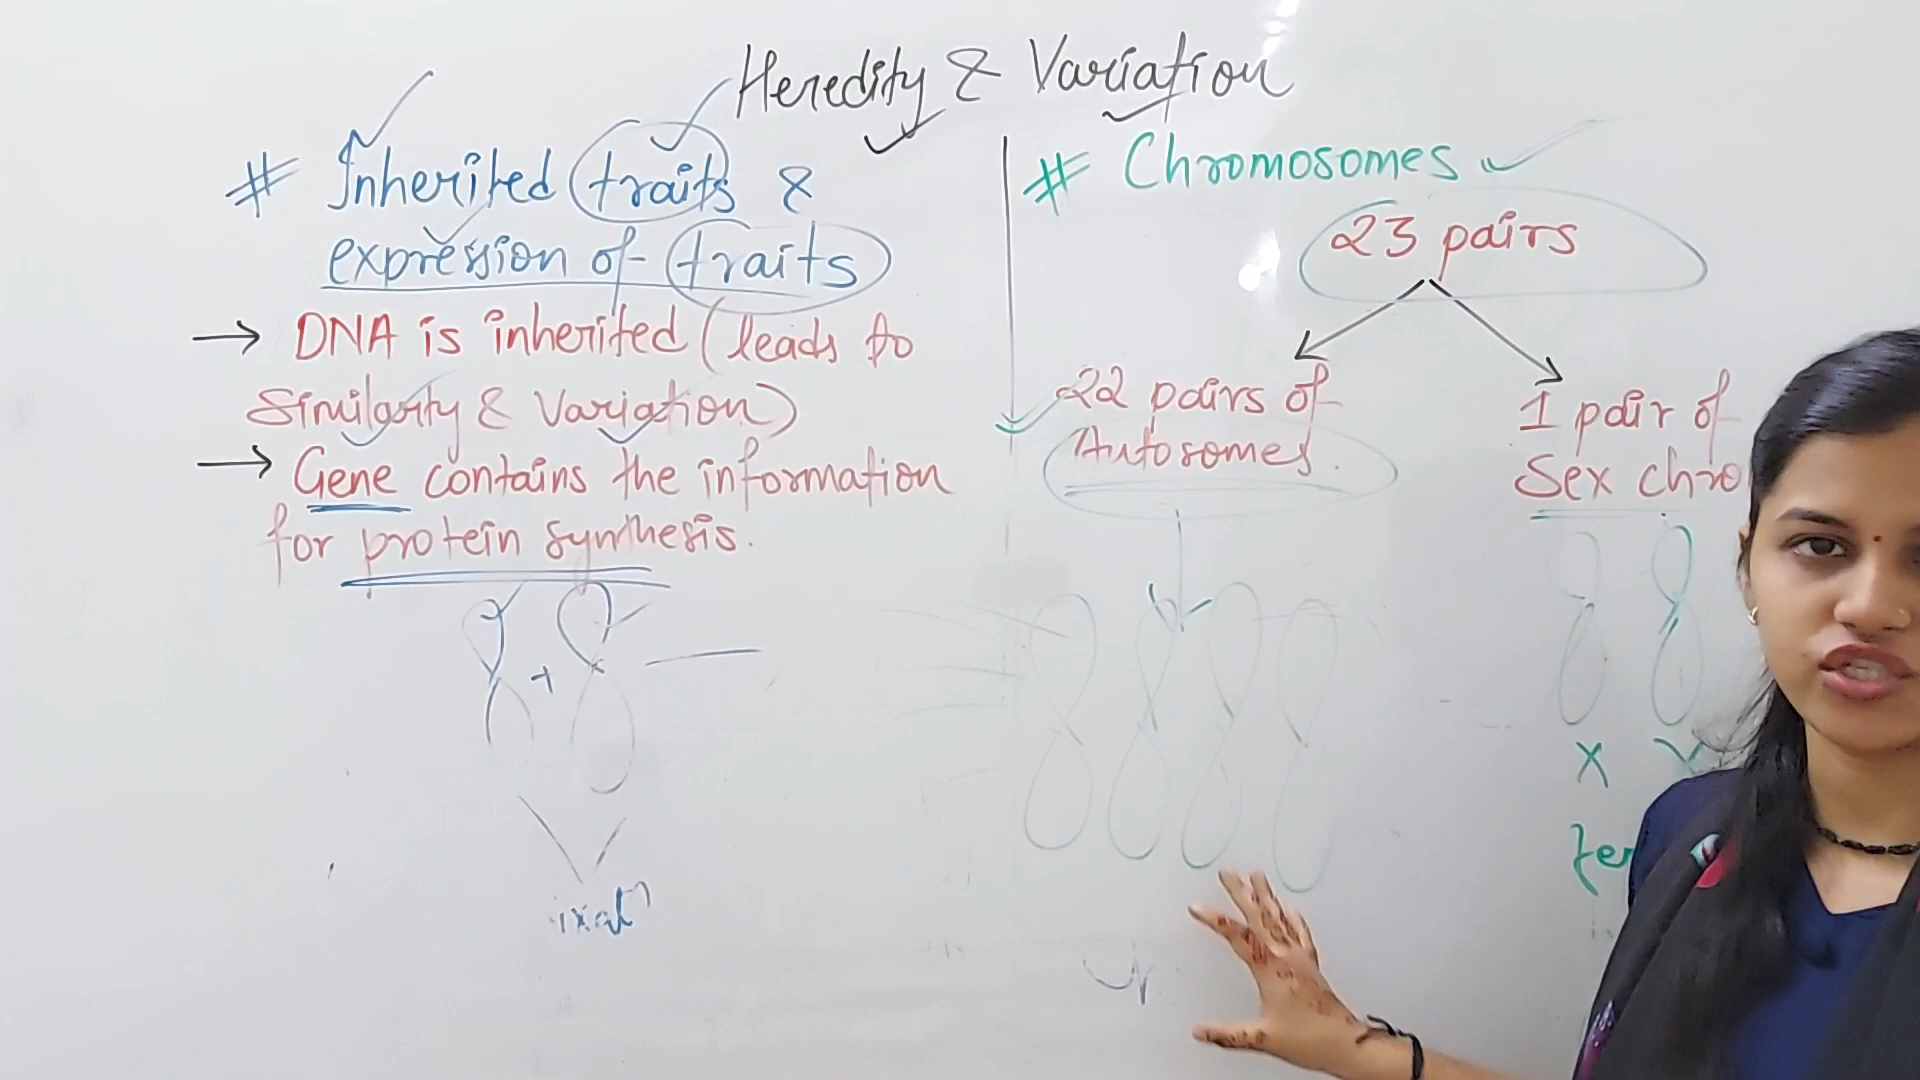 Heredity & Variation
# Inherited traits &
expression of traits
→ DNA is inherited (leads to
Similarity & Variation)
→ Gene contains the information
for protein synthesis.
+
# Chromosomes
23 pairs
22 pairs of
Autosomes.
1 pair of
Sex chro
X